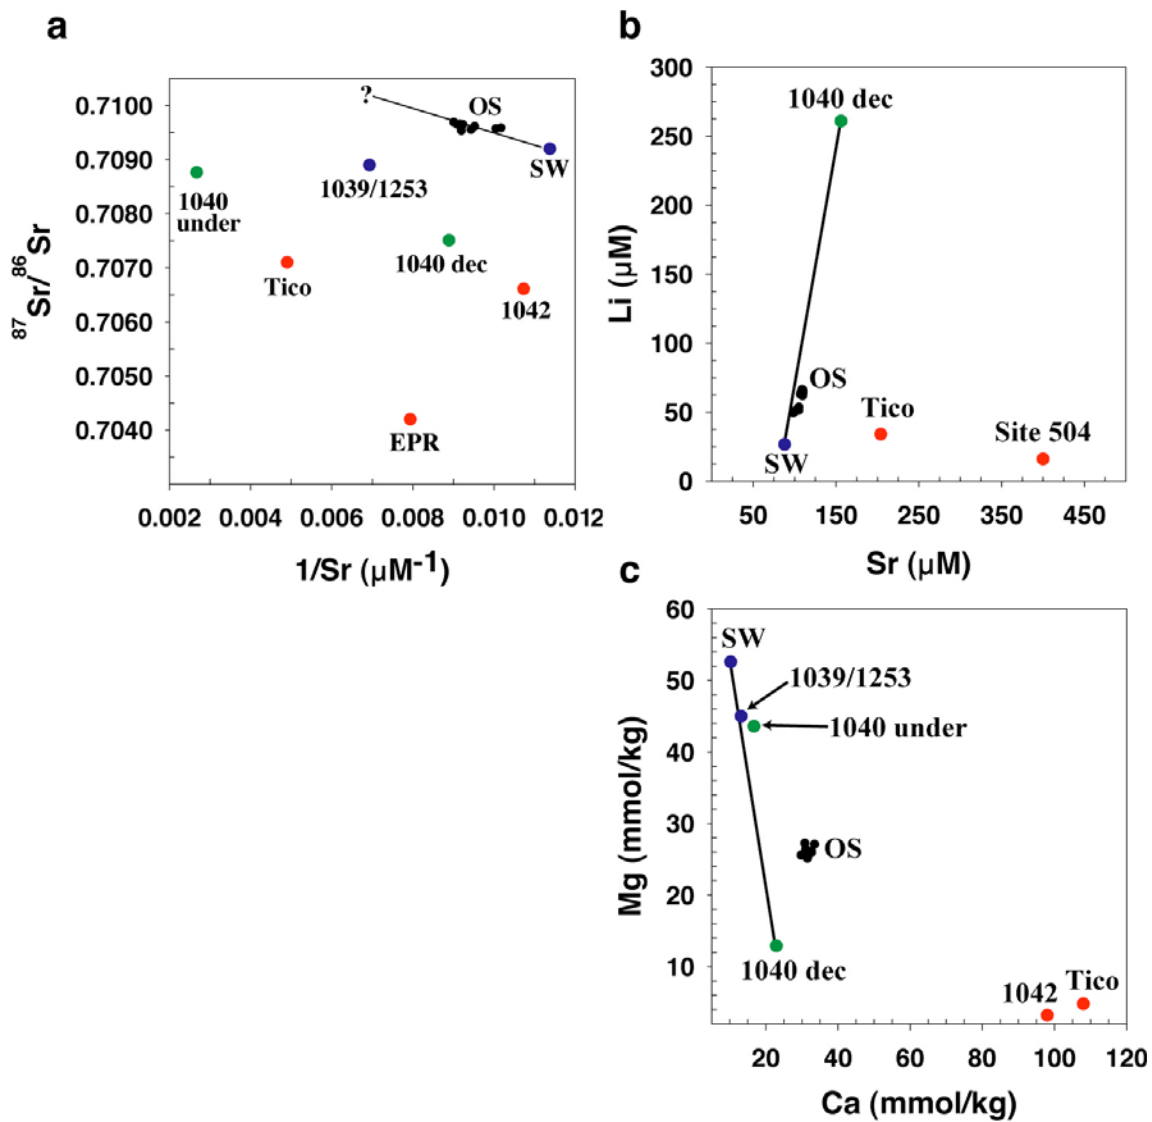 a
0.7100
0.7090
0.7080
0.7070
0.7060
0.7050
0.7040
87Sr/86Sr
?
OS
SW
1039/1253
1040
under
1040 dec
Tico
1042
EPR
0.002 0.004 0.006 0.008 0.010 0.012
1/Sr (µM-1)
b
300
250
200
150
100
50
0
Li (µM)
1040 dec
OS
Tico
Site 504
SW
50 150 250 350 450
Sr (µM)
c
60
50
40
30
20
10
Mg (mmol/kg)
SW
1039/1253
1040 under
OS
1040 dec
1042
Tico
20 40 60 80 100 120
Ca (mmol/kg)